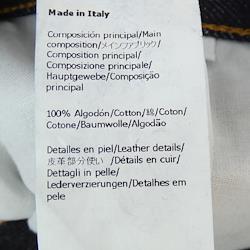 Made in Italy
Composición principal/Main
composition/メインファブリック/
Composition principal/
Composizione principale/
Hauptgewebe/Composição
principal
100% Algodón/Cotton/綿/Coton/
Cotone/Baumwolle/Algodão
Detalles en piel/Leather details/
皮革部分使い /Détails en cuir/
Dettagli in pelle/
Lederverzierungen/Detalhes em
pele